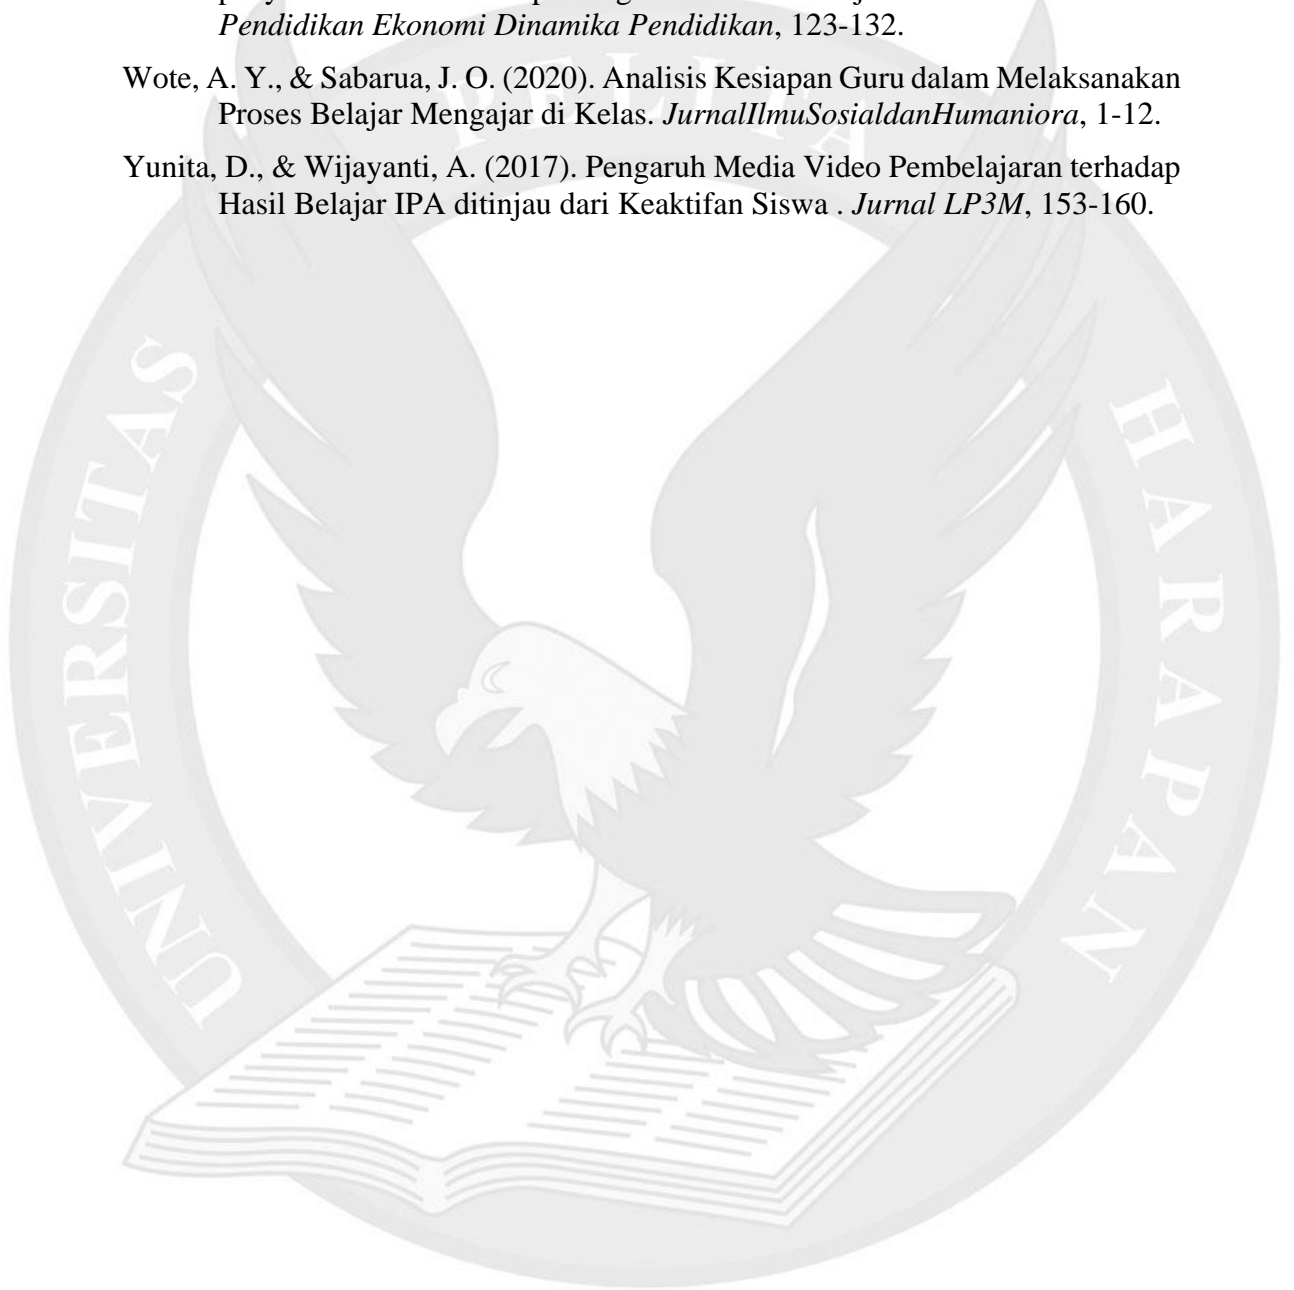 Pendidikan Ekonomi Dinamika Pendidikan, 123-132.
Wote, A. Y., & Sabarua, J. O. (2020). Analisis Kesiapan Guru dalam Melaksanakan
Proses Belajar Mengajar di Kelas. JurnalIlmuSosialdanHumaniora, 1-12.
Yunita, D., & Wijayanti, A. (2017). Pengaruh Media Video Pembelajaran terhadap
Hasil Belajar IPA ditinjau dari Keaktifan Siswa . Jurnal LP3M, 153-160.
UNIVERSITAS
PELITA
HARAPAN